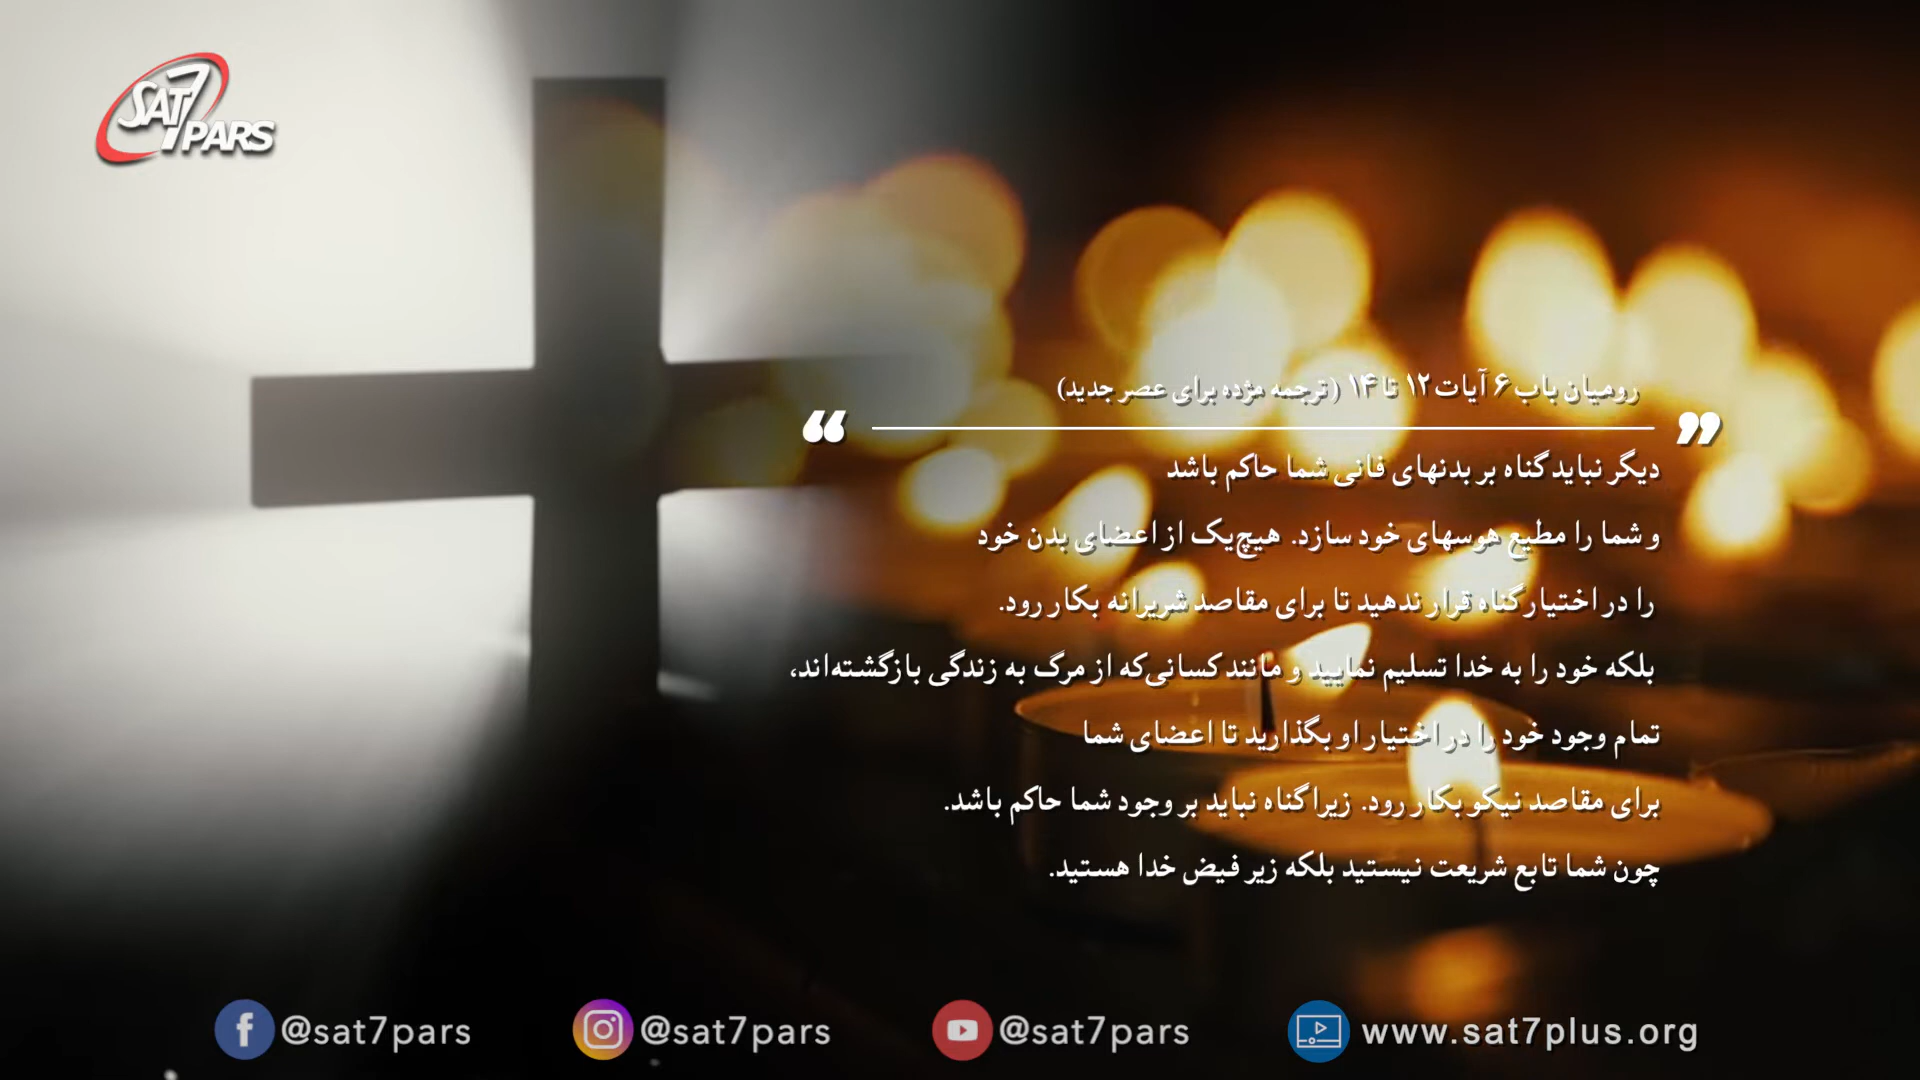 SAT7 PARS
رومیان باب ۶ آیات ۱۲ تا ۱۴ (ترجمه مژده برای عصر جدید)
دیگر نباید گناه بر بدنهای فانی شما حاکم باشد
و شما را مطیع هوسهای خود سازد. هیچ‌یک از اعضای بدن خود
را در اختیار گناه قرار ندهید تا برای مقاصد شریرانه بکار رود.
بلکه خود را به خدا تسلیم نمایید و مانند کسانی‌که از مرگ به زندگی بازگشته‌اند،
تمام وجود خود را در اختیار او بگذارید تا اعضای شما
برای مقاصد نیکو بکار رود. زیرا گناه نباید بر وجود شما حاکم باشد.
چون شما تابع شریعت نیستید بلکه زیر فیض خدا هستید.
@sat7pars @sat7pars @sat7pars www.sat7plus.org